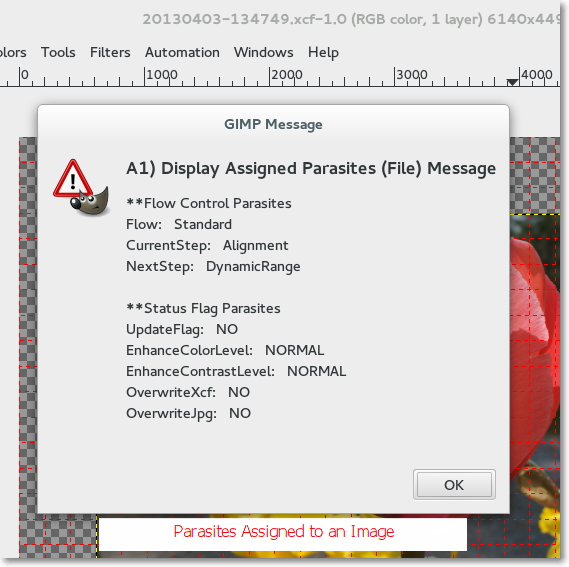 20130403-134749.xcf-1.0 (RGB color, 1 layer) 6140x449
olors Tools Filters Automation Windows Help
0 1000 2000 3000 4000
GIMP Message
A1) Display Assigned Parasites (File) Message
**Flow Control Parasites
Flow: Standard
CurrentStep: Alignment
NextStep: DynamicRange
**Status Flag Parasites
UpdateFlag: NO
EnhanceColorLevel: NORMAL
EnhanceContrastLevel: NORMAL
OverwriteXcf: NO
OverwriteJpg: NO
OK
Parasites Assigned to an Image